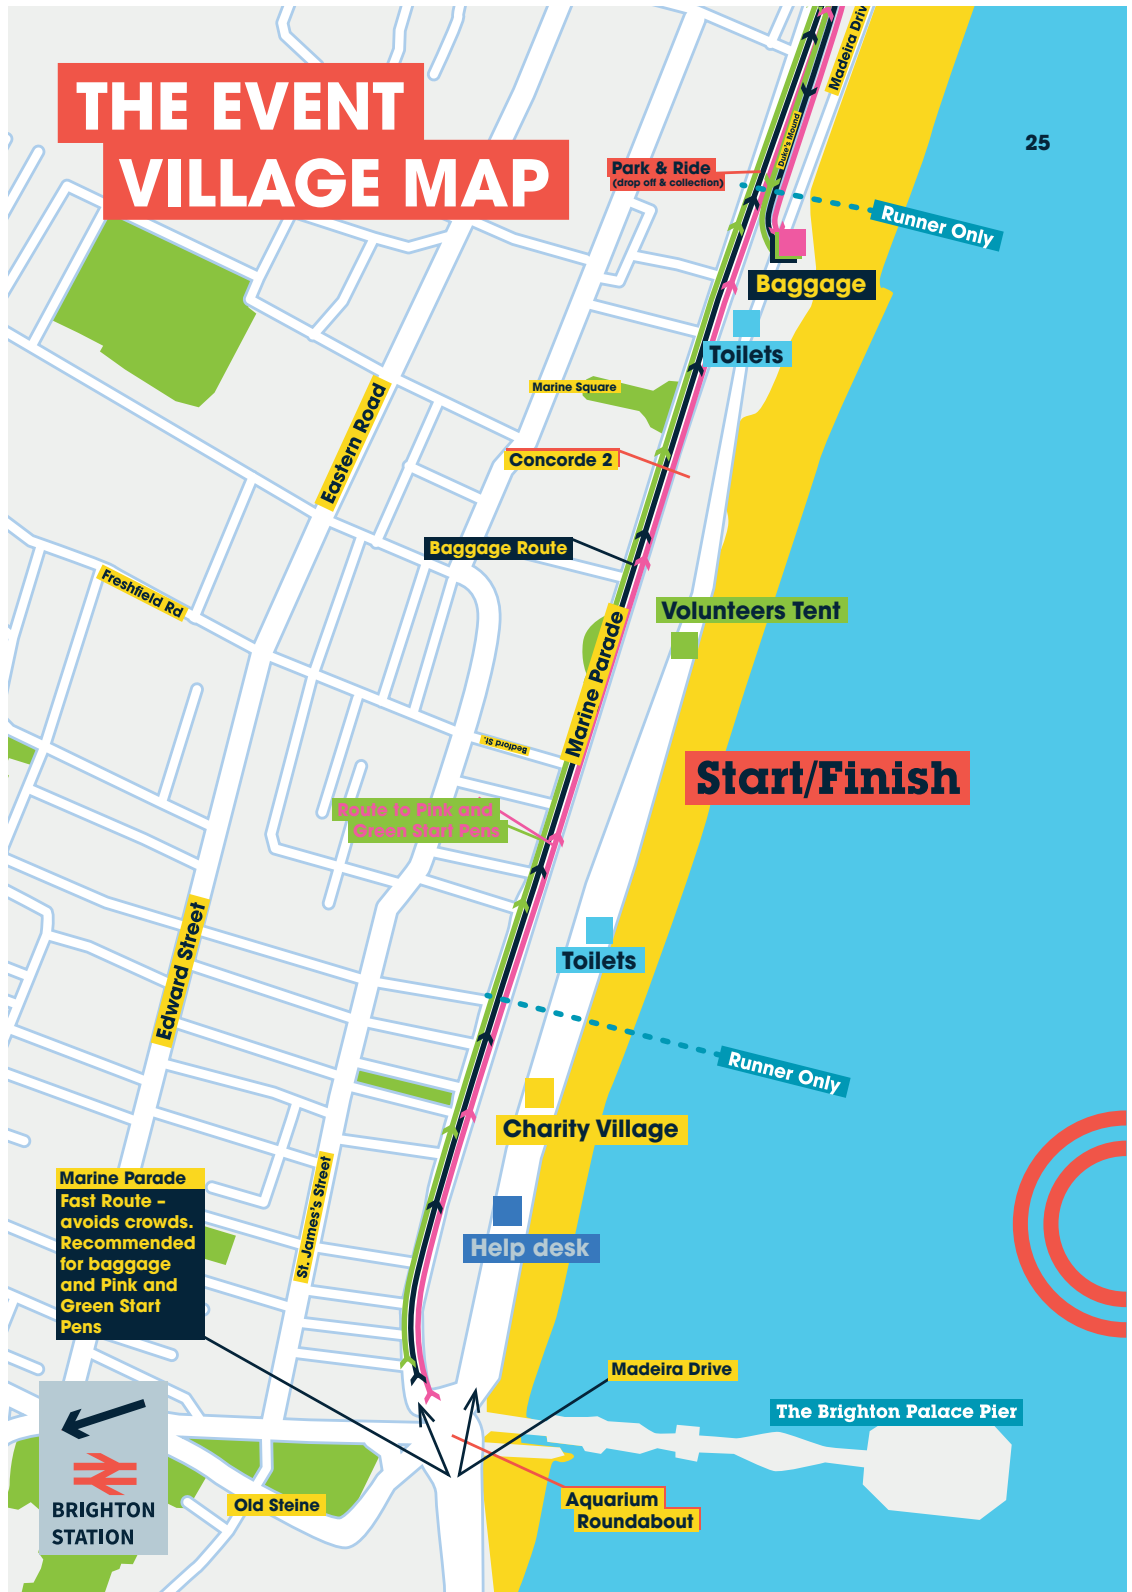 THE EVENT
VILLAGE MAP
Madeira Driv
25
Duke's Mound
Park & Ride
(drop off & collection)
Runner Only
Baggage
Toilets
Marine Square
Eastern Road
Concorde 2
Baggage Route
Freshfield Rd
Volunteers Tent
Marine Parade
Bedford St.
Start/Finish
Route to Pink and
Green Start Pens
Edward Street
Toilets
Runner Only
Charity Village
St. James's Street
Marine Parade
Fast Route –
avoids crowds.
Recommended
for baggage
and Pink and
Green Start
Pens
Help desk
Madeira Drive
The Brighton Palace Pier
BRIGHTON
STATION
Old Steine
Aquarium
Roundabout